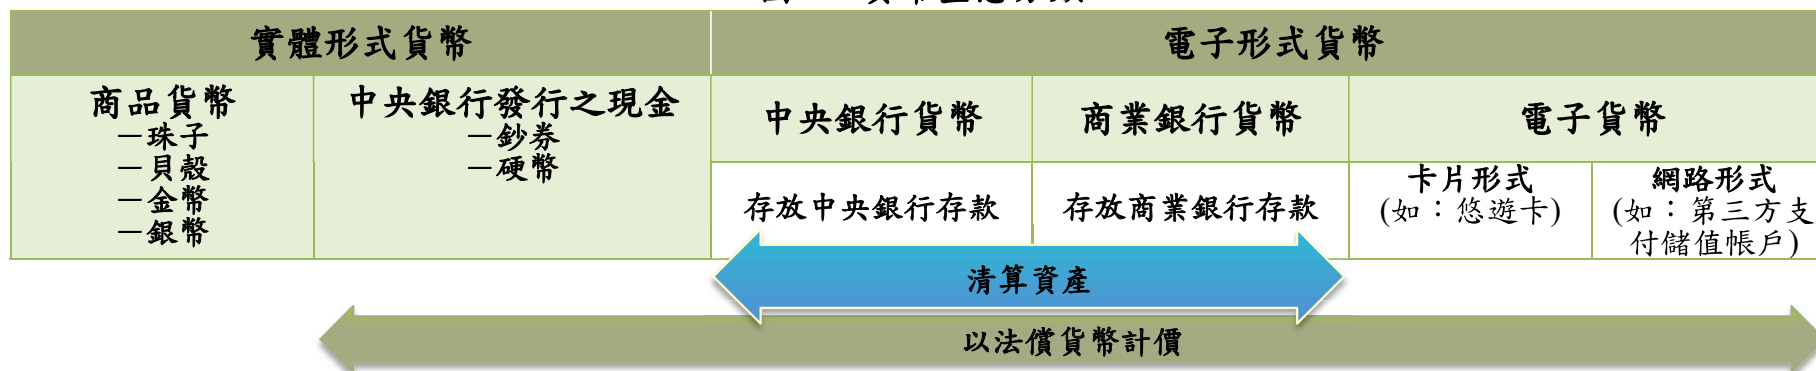 實體形式貨幣
電子形式貨幣
商品貨幣
－珠子
－貝殼
－金幣
－銀幣
中央銀行發行之現金
－鈔券
－硬幣
中央銀行貨幣
商業銀行貨幣
電子貨幣
存放中央銀行存款
存放商業銀行存款
卡片形式
(如：悠遊卡)
網路形式
(如：第三方支
付儲值帳戶)
清算資產
以法償貨幣計價